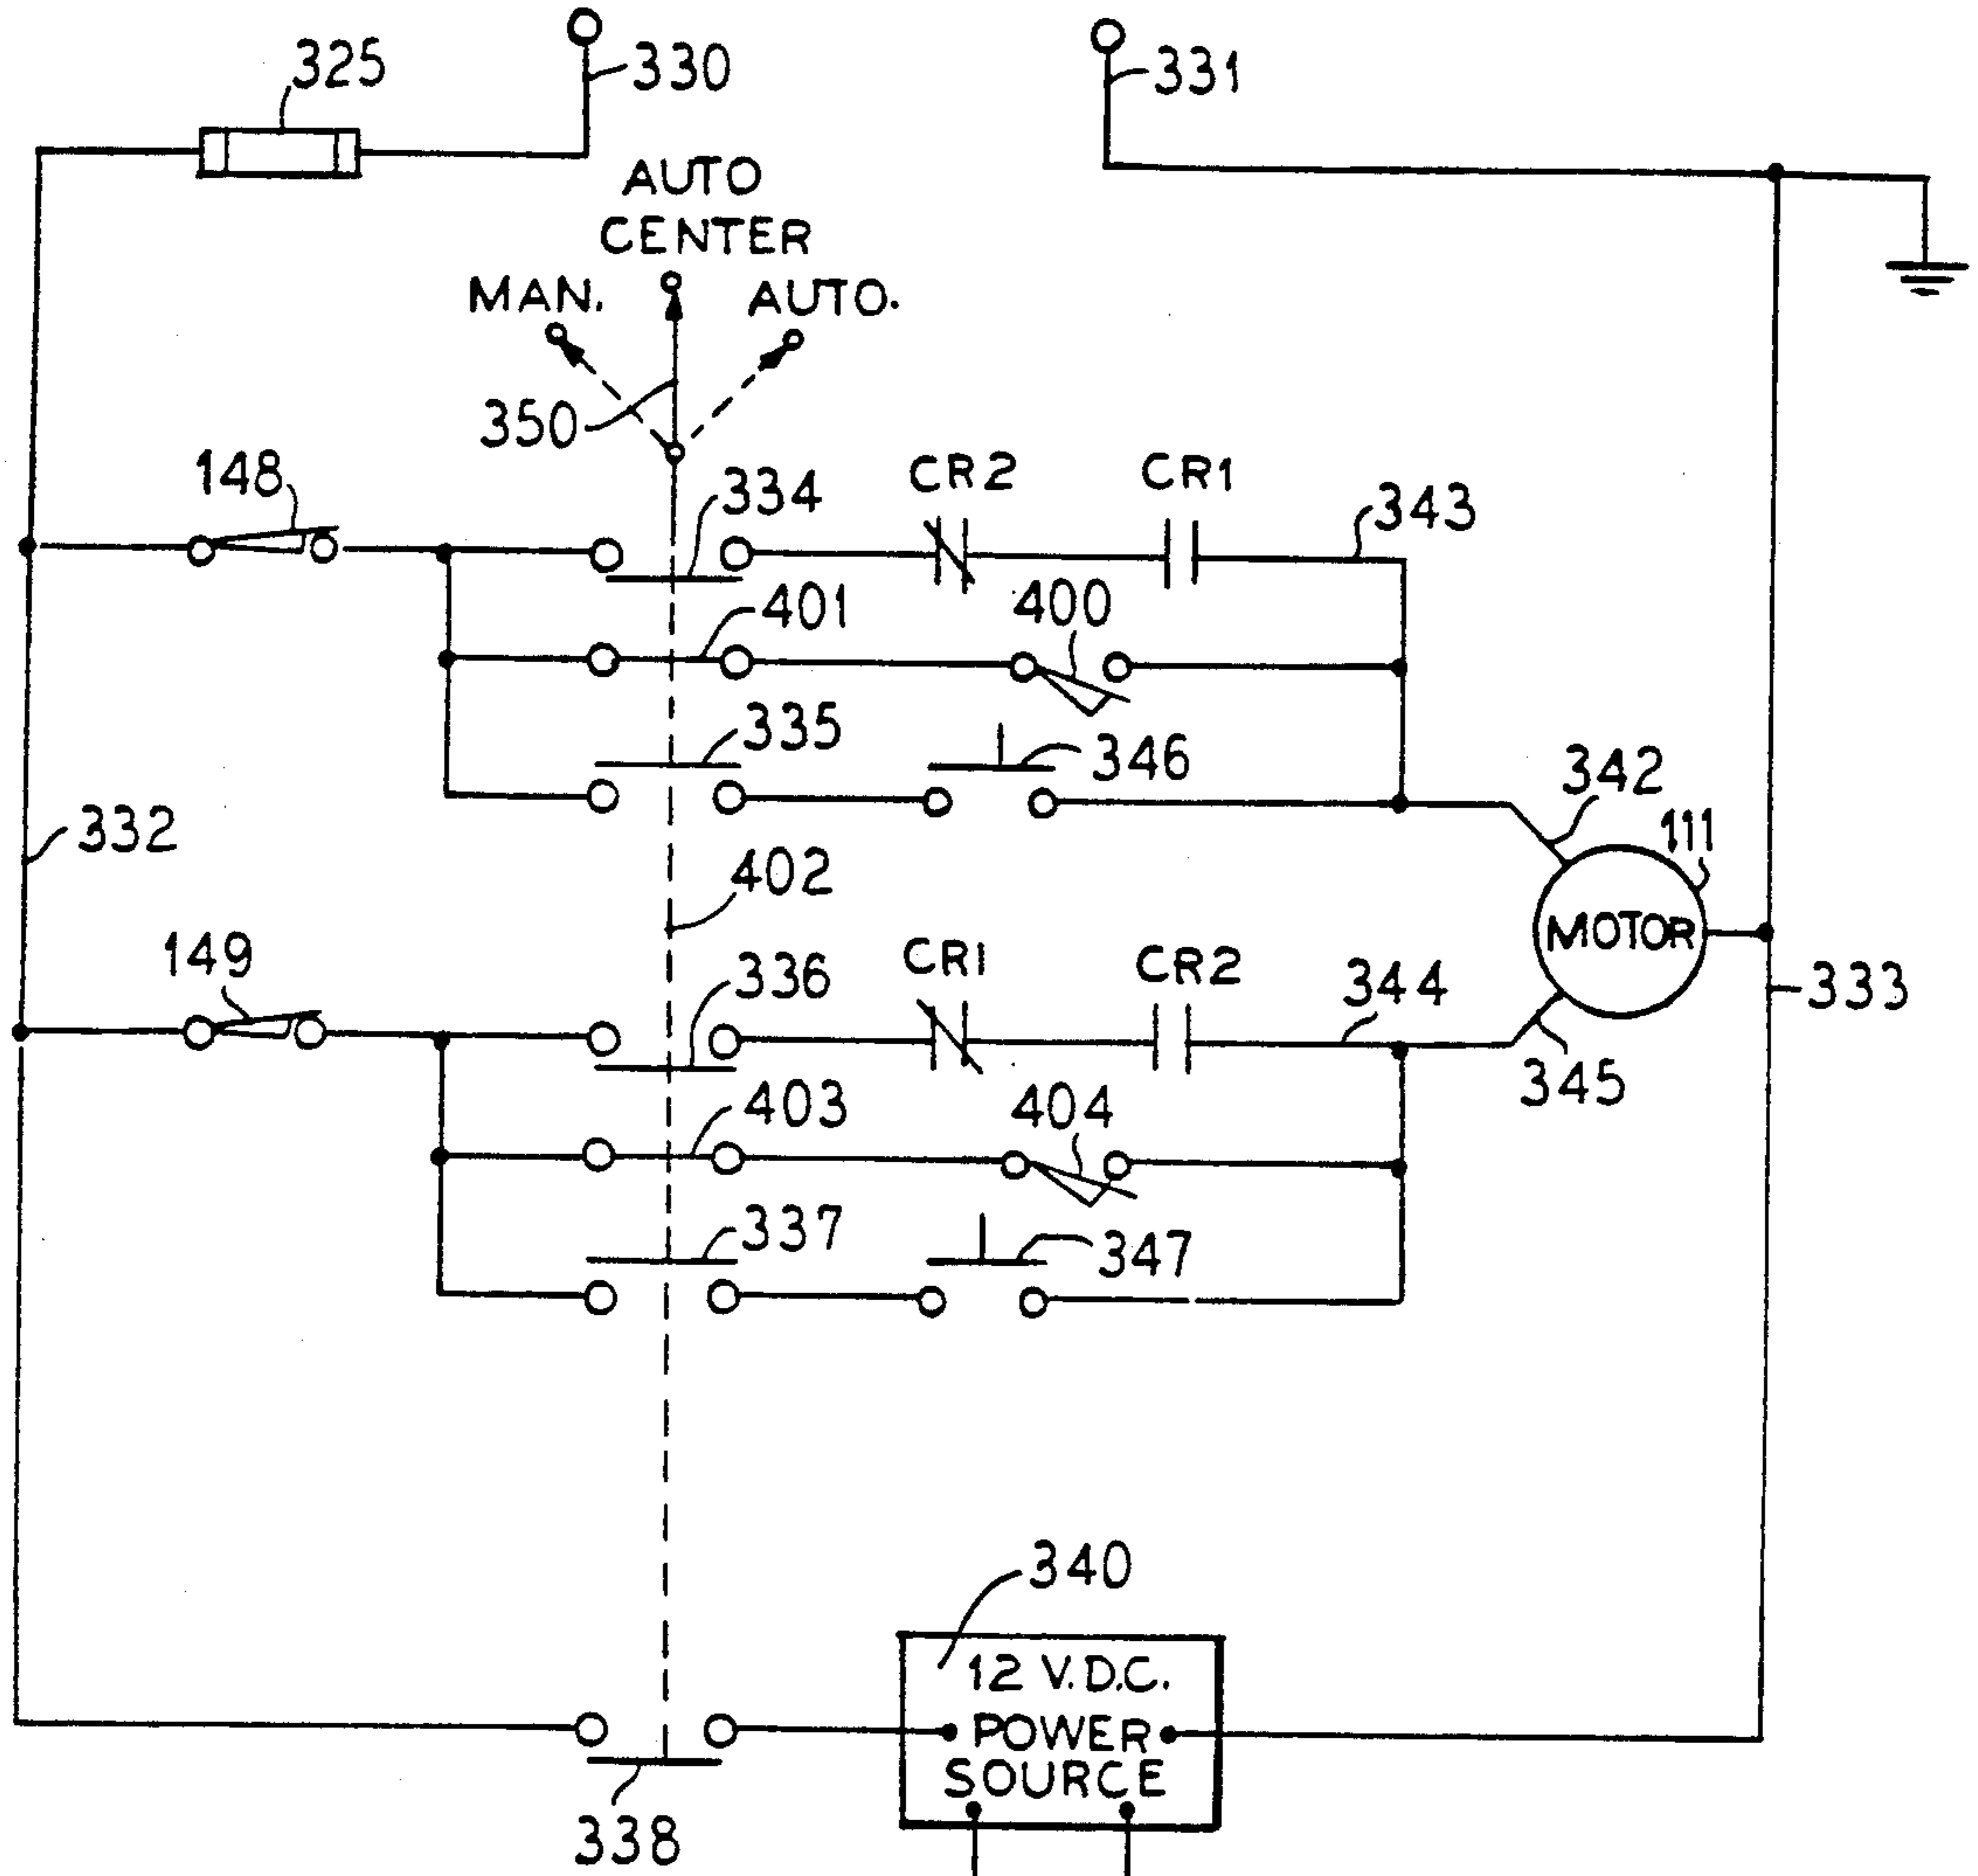 325
330
331
AUTO
CENTER
MAN.
AUTO.
350
148
334
CR2
CR1
343
401
400
335
346
342
111
332
402
MOTOR
149
336
CR1
CR2
344
333
345
403
404
337
347
340
12 V.D.C.
POWER
SOURCE
338